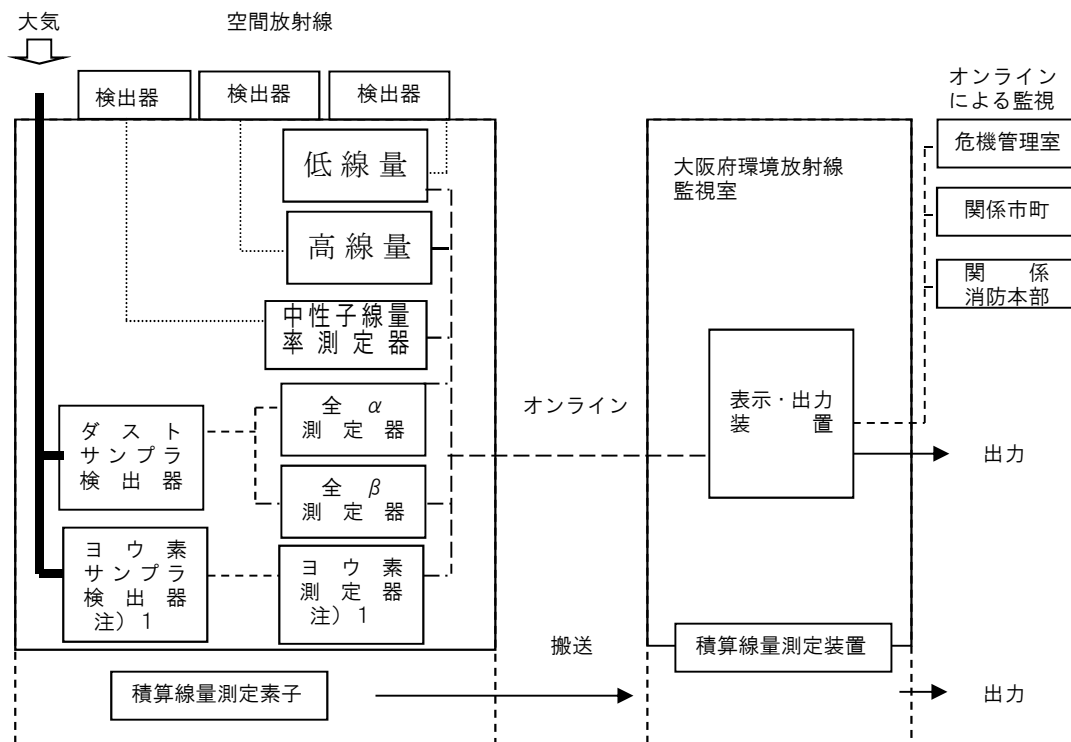 大気
空間放射線
検出器
検出器
検出器
オンライン
による監視
低線量
危機管理室
大阪府環境放射線
監視室
関係市町
高線量
関　　係
消防本部
中性子線量
率測定器
全　α
測定器
オンライン
表示・出力
装　　置
ダスト
サンプラ
検出器
出力
全　β
測定器
ヨウ素
サンプラ
検出器
注）１
ヨウ素
測定器
注）１
搬送
積算線量測定装置
積算線量測定素子
出力